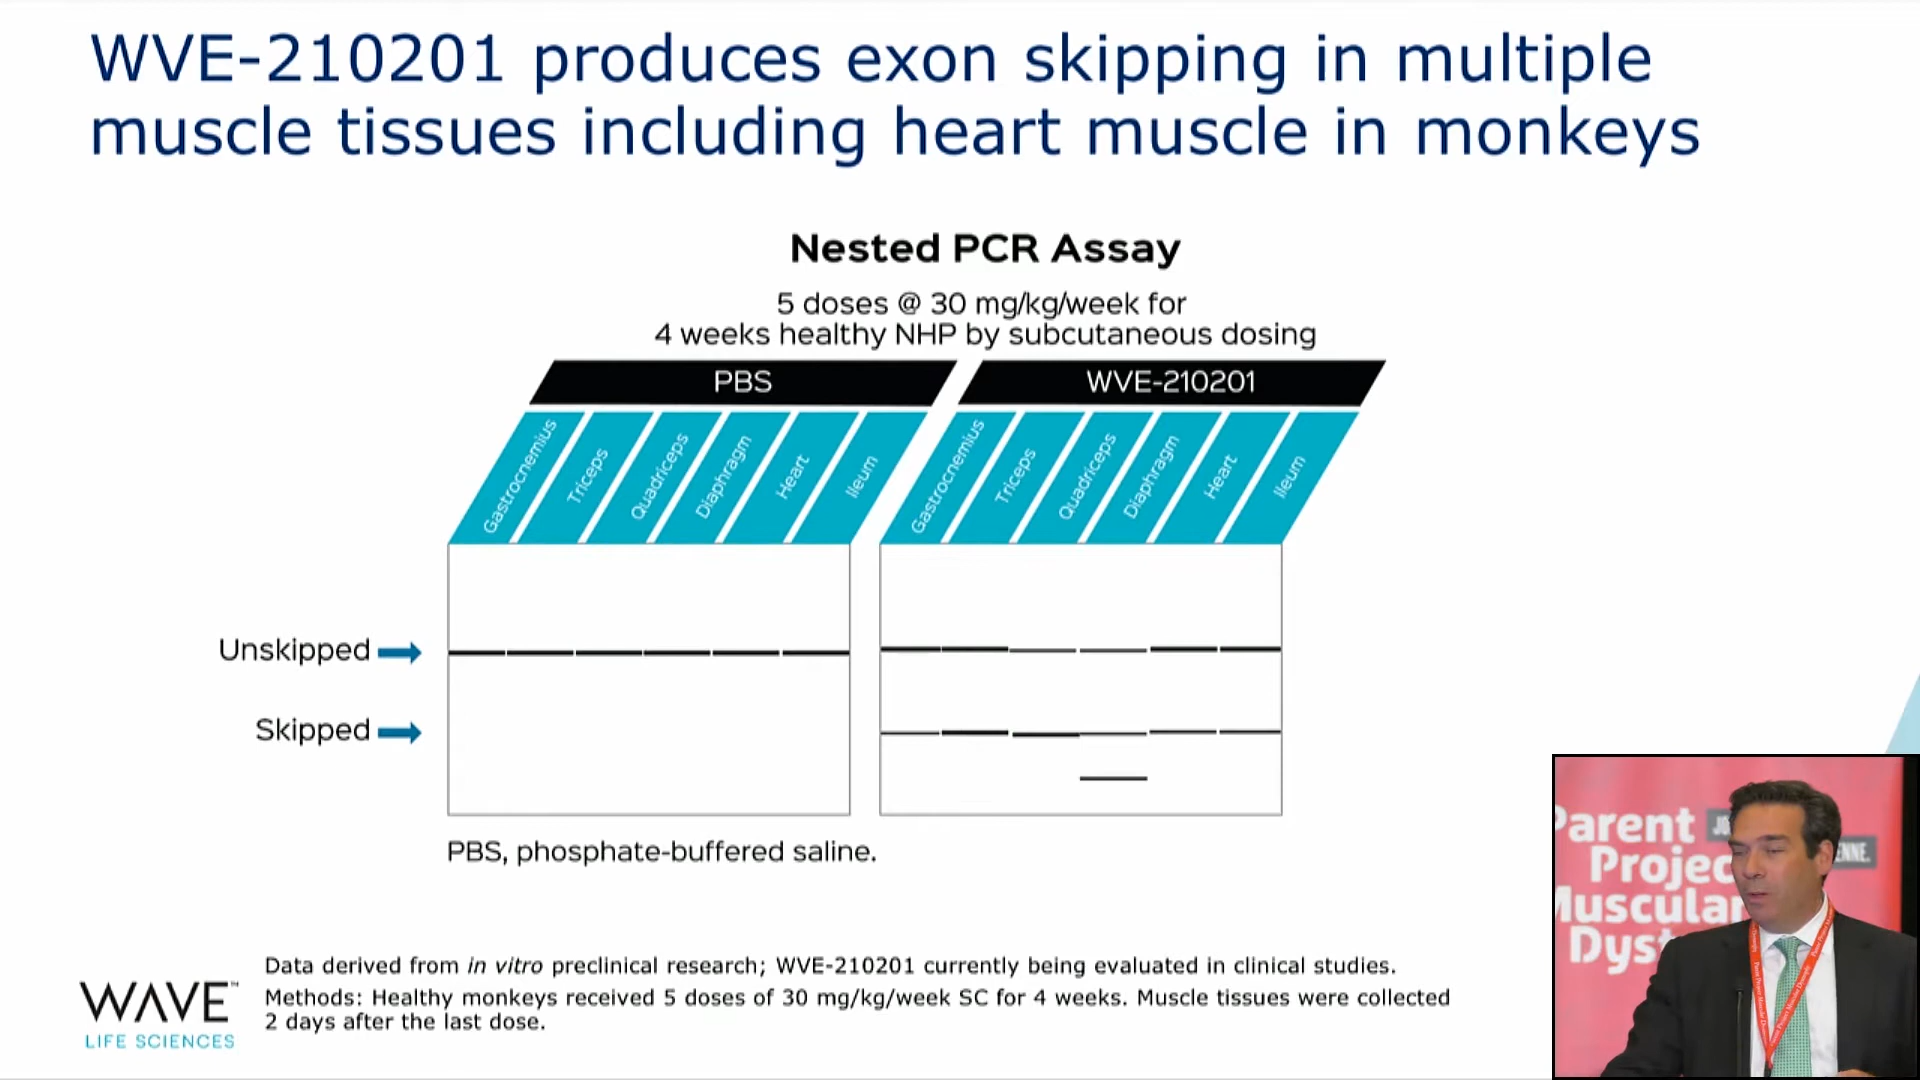 WVE-210201 produces exon skipping in multiple
muscle tissues including heart muscle in monkeys
Nested PCR Assay
5 doses @ 30 mg/kg/week for
4 weeks healthy NHP by subcutaneous dosing
PBS
WVE-210201
Gastrocnemius
Triceps
Quadriceps
Diaphragm
Heart
Ileum
Gastrocnemius
Triceps
Quadriceps
Diaphragm
Heart
Ileum
Unskipped
Skipped
PBS, phosphate-buffered saline.
Data derived from in vitro preclinical research; WVE-210201 currently being evaluated in clinical studies.
Methods: Healthy monkeys received 5 doses of 30 mg/kg/week SC for 4 weeks. Muscle tissues were collected
2 days after the last dose.
WAVE™
LIFE SCIENCES
Parent
Projec
Muscular
Dyst